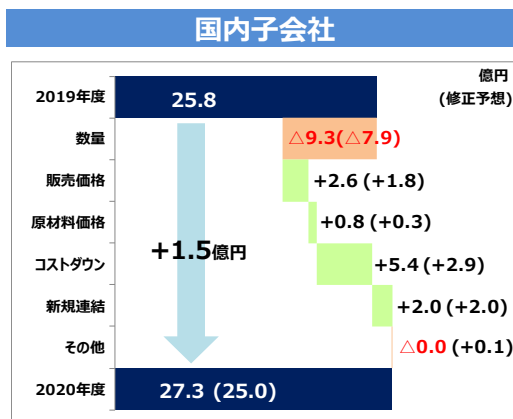 国内子会社
億円
(修正予想)
2019年度 25.8
数量 △9.3(△7.9)
販売価格 +2.6 (+1.8)
原材料価格 +0.8 (+0.3)
+1.5億円
コストダウン +5.4 (+2.9)
新規連結 +2.0 (+2.0)
その他 △0.0 (+0.1)
2020年度 27.3 (25.0)